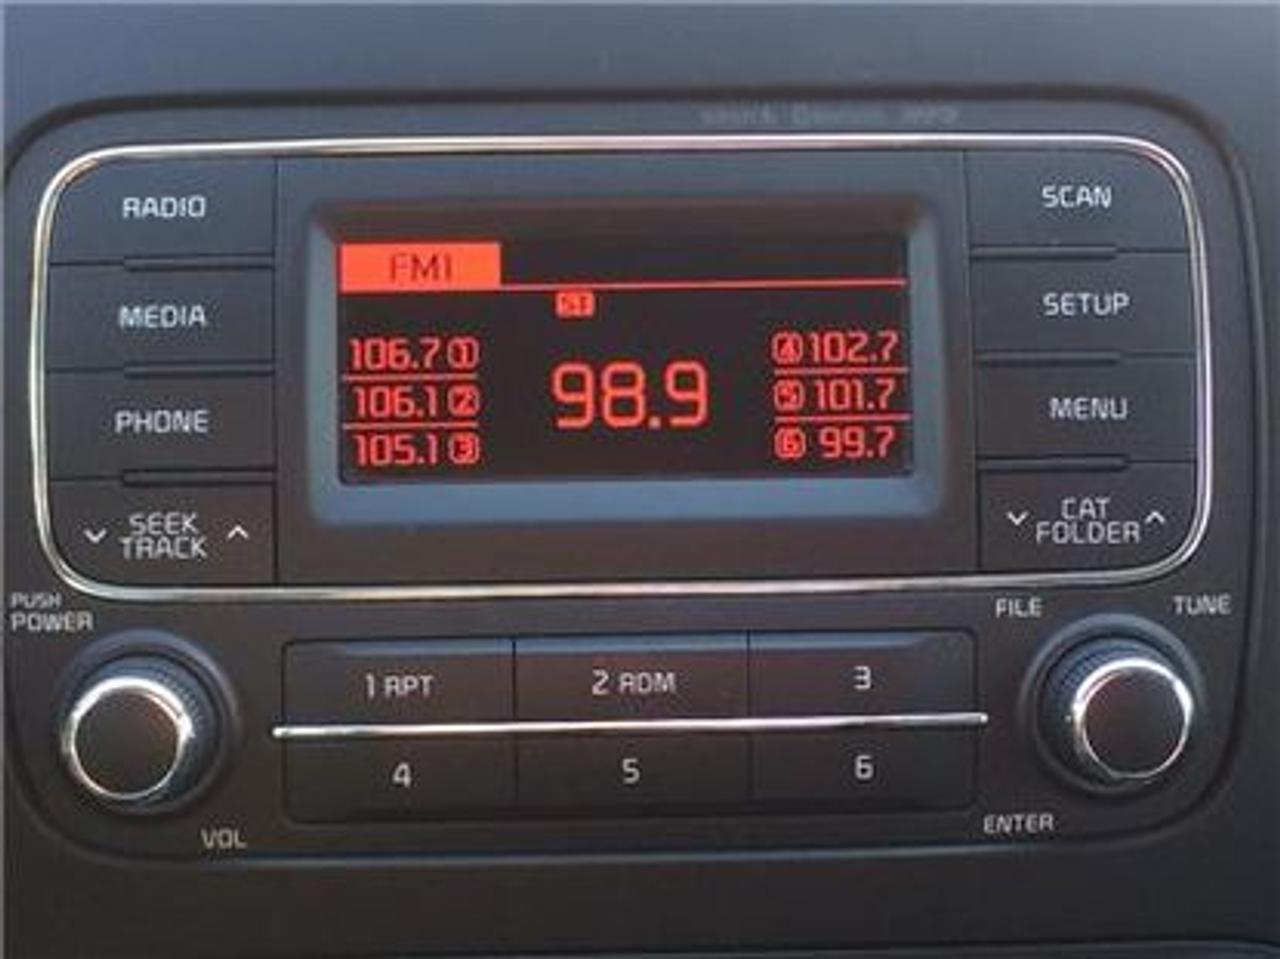 RADIO
MEDIA
PHONE
SEEK
TRACK
FM1
ST
106.7 1
106.1 2
105.1 3
98.9
4 102.7
5 101.7
6 99.7
SCAN
SETUP
MENU
CAT
FOLDER
PUSH
POWER
VOL
1 RPT
2 RDM
3
4
5
6
FILE
TUNE
ENTER